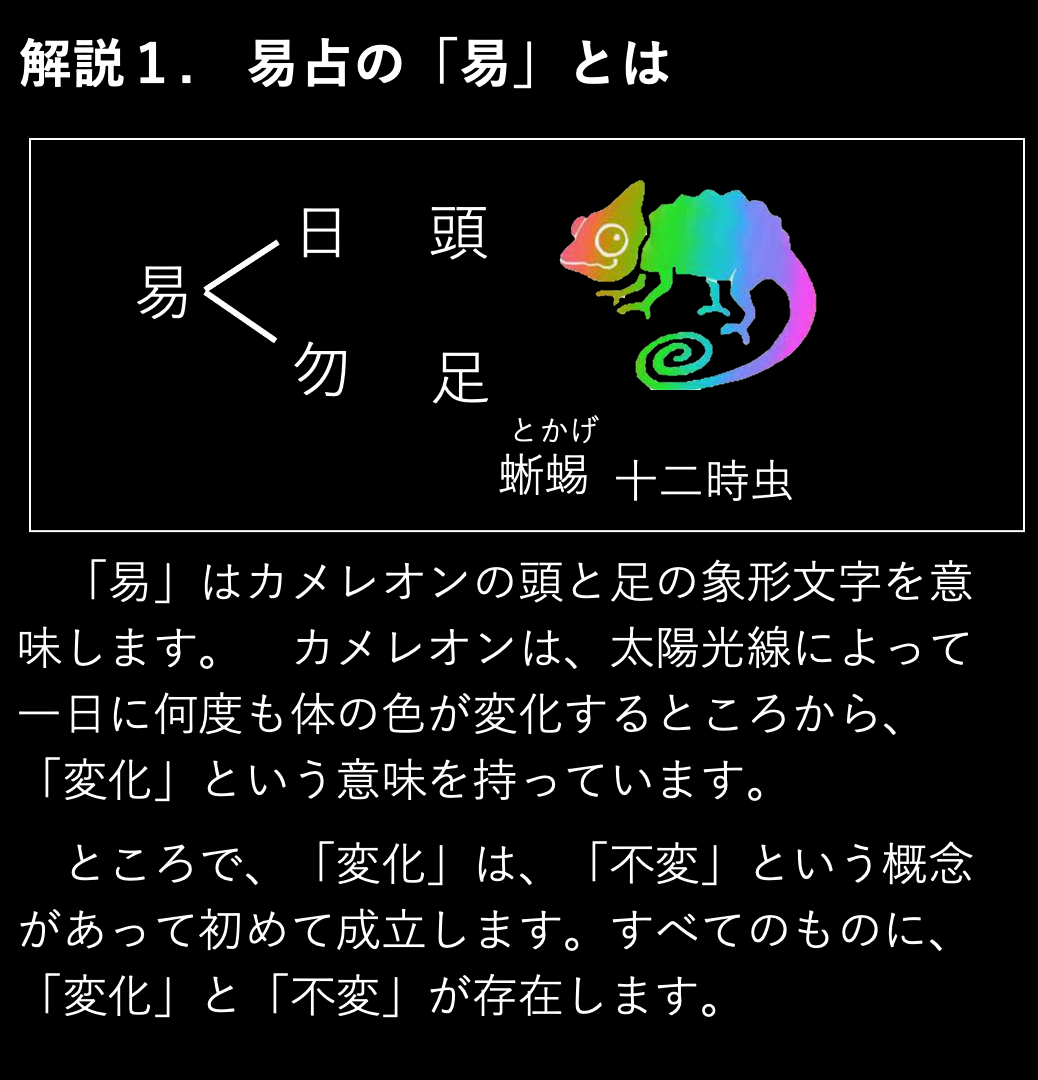 解説１.　易占の「易」とは
日　頭
易
勿　足
とかげ
蜥蜴　十二時虫
「易」はカメレオンの頭と足の象形文字を意
味します。　カメレオンは、太陽光線によって
一日に何度も体の色が変化するところから、
「変化」という意味を持っています。
ところで、「変化」は、「不変」という概念
があって初めて成立します。すべてのものに、
「変化」と「不変」が存在します。